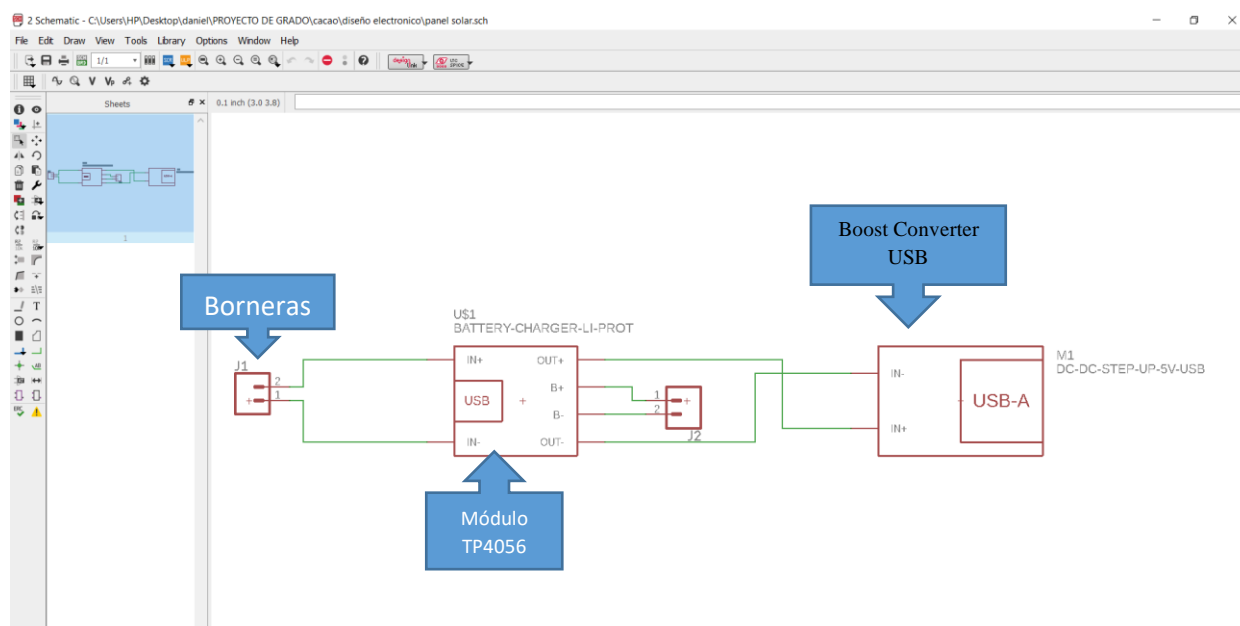 2 Schematic - C:\Users\HP\Desktop\daniel\PROYECTO DE GRADO\cacao\diseño electronico\panel solar.sch
File Edit Draw View Tools Library Options Window Help
1/1
design link
Sheets
0.1 inch (3.0 3.8)
1
Boost Converter
USB
Borneras
U$1
BATTERY-CHARGER-LI-PROT
J1
2
1
+
IN+
OUT+
B+
USB
+
B-
IN-
OUT-
1
+
2
J2
M1
DC-DC-STEP-UP-5V-USB
IN-
USB-A
IN+
Módulo
TP4056